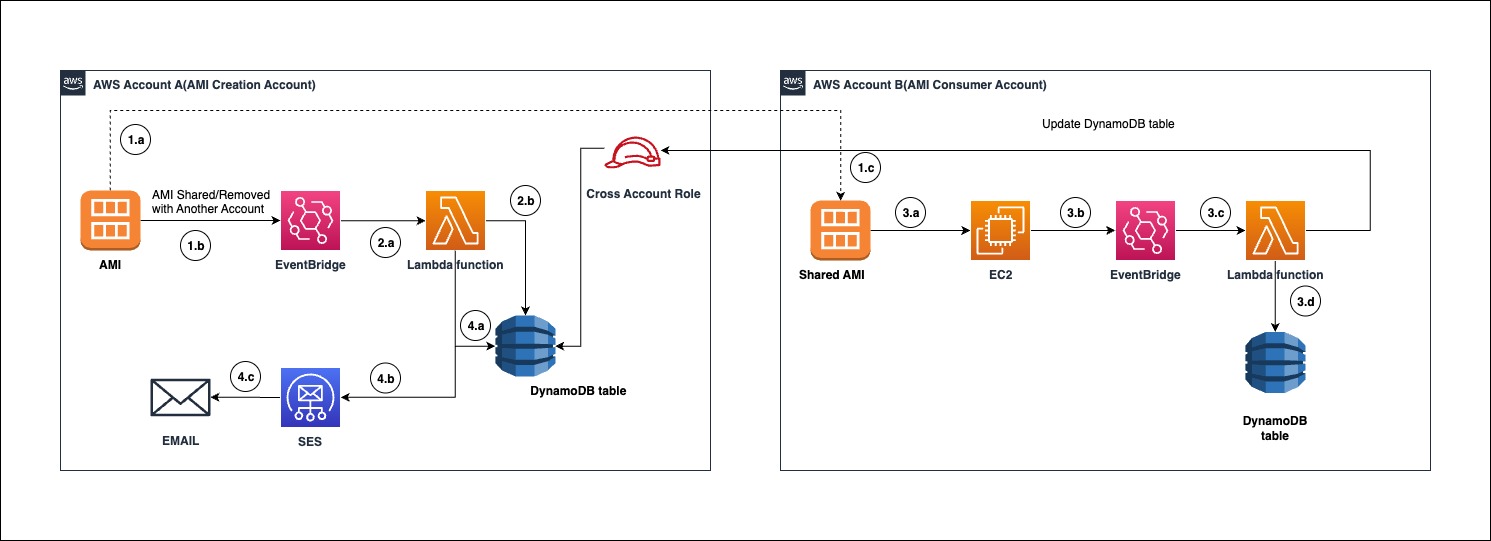 aws
AWS Account A(AMI Creation Account)
1.a
AMI Shared/Removed
with Another Account
1.b
AMI
EventBridge
2.a
Lambda function
2.b
Cross Account Role
4.a
DynamoDB table
4.b
SES
4.c
EMAIL
aws
AWS Account B(AMI Consumer Account)
Update DynamoDB table
1.c
Shared AMI
3.a
EC2
3.b
EventBridge
3.c
Lambda function
3.d
DynamoDB
table